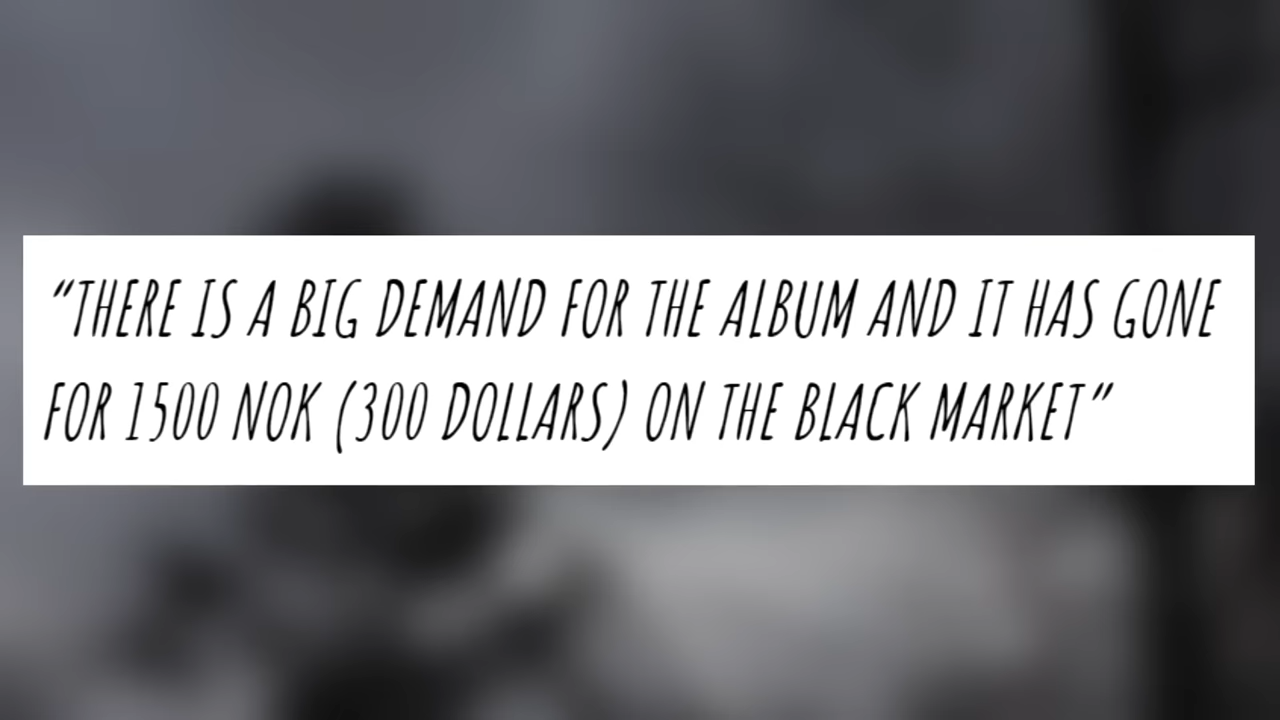 “THERE IS A BIG DEMAND FOR THE ALBUM AND IT HAS GONE
FOR 1500 NOK (300 DOLLARS) ON THE BLACK MARKET”